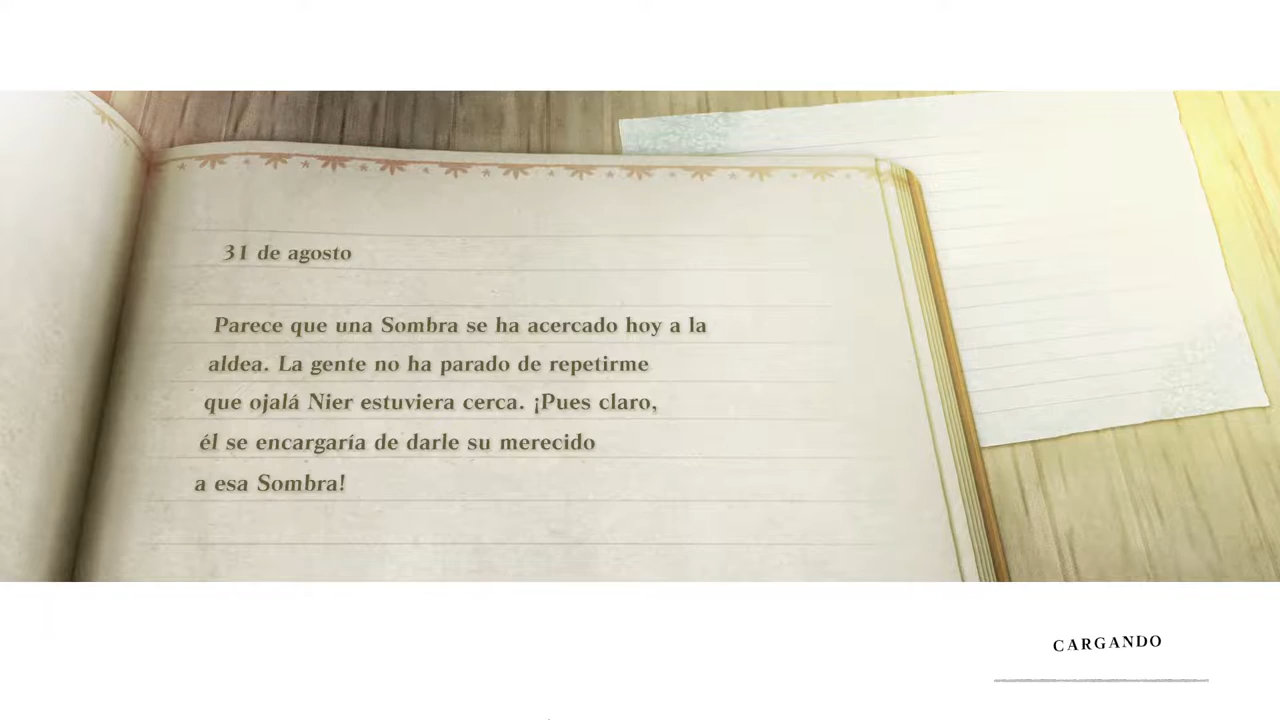 31 de agosto
Parece que una Sombra se ha acercado hoy a la
aldea. La gente no ha parado de repetirme
que ojalá Nier estuviera cerca. ¡Pues claro,
él se encargaría de darle su merecido
a esa Sombra!
CARGANDO